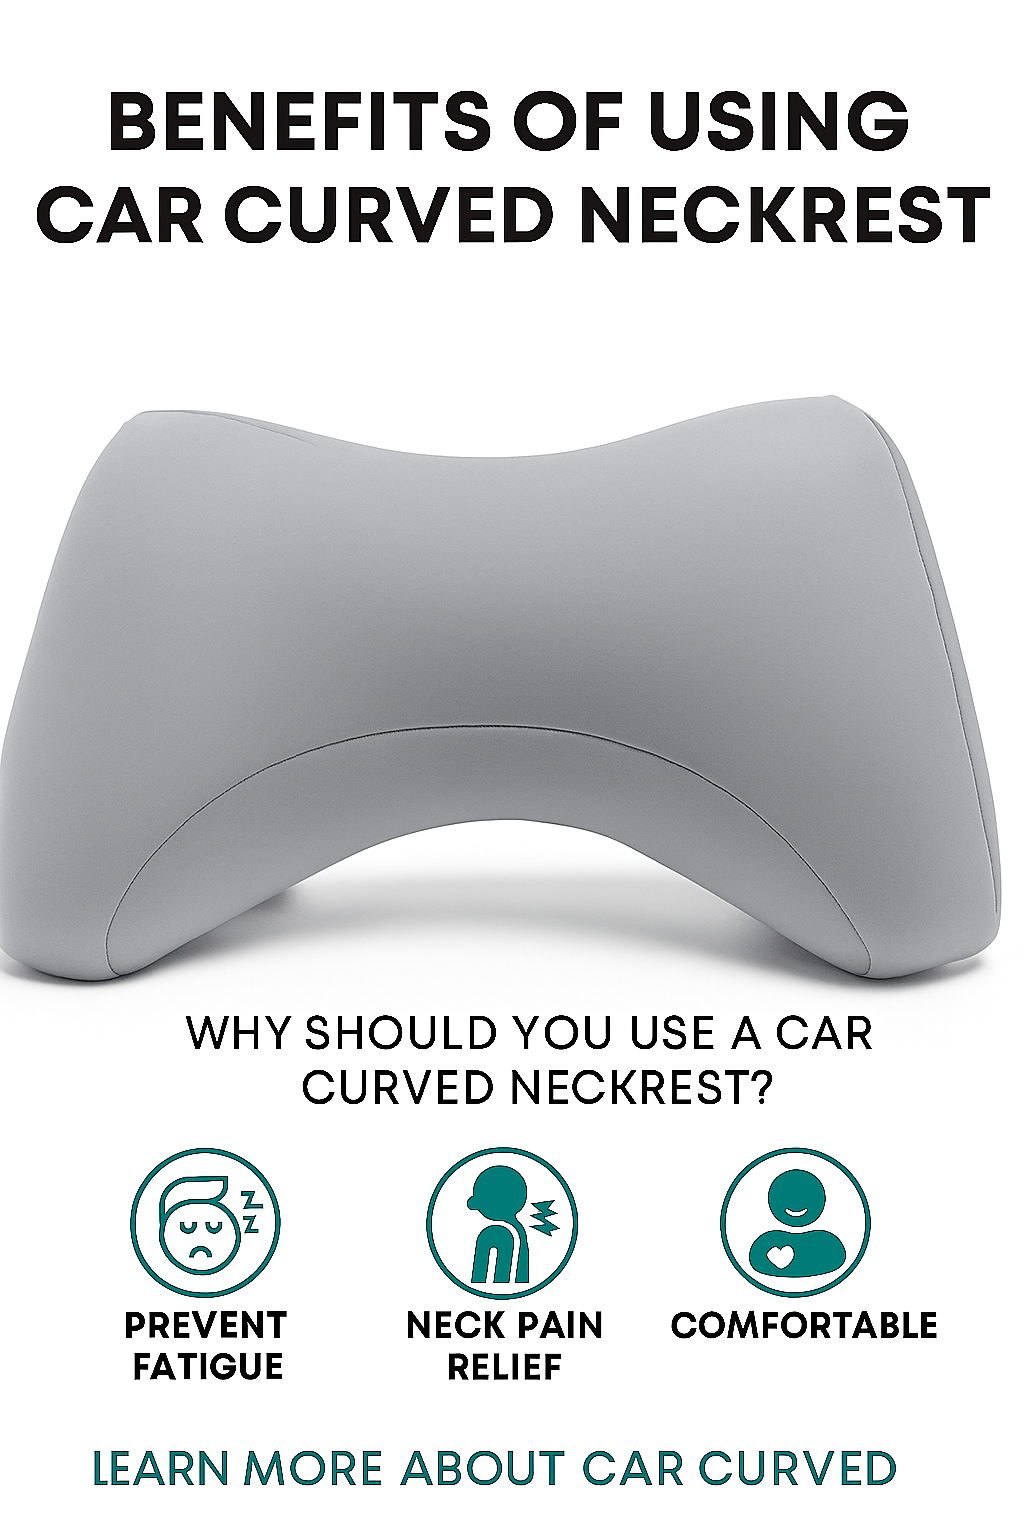 BENEFITS OF USING
CAR CURVED NECKREST
WHY SHOULD YOU USE A CAR
CURVED NECKREST?
PREVENT
FATIGUE
NECK PAIN
RELIEF
COMFORTABLE
LEARN MORE ABOUT CAR CURVED